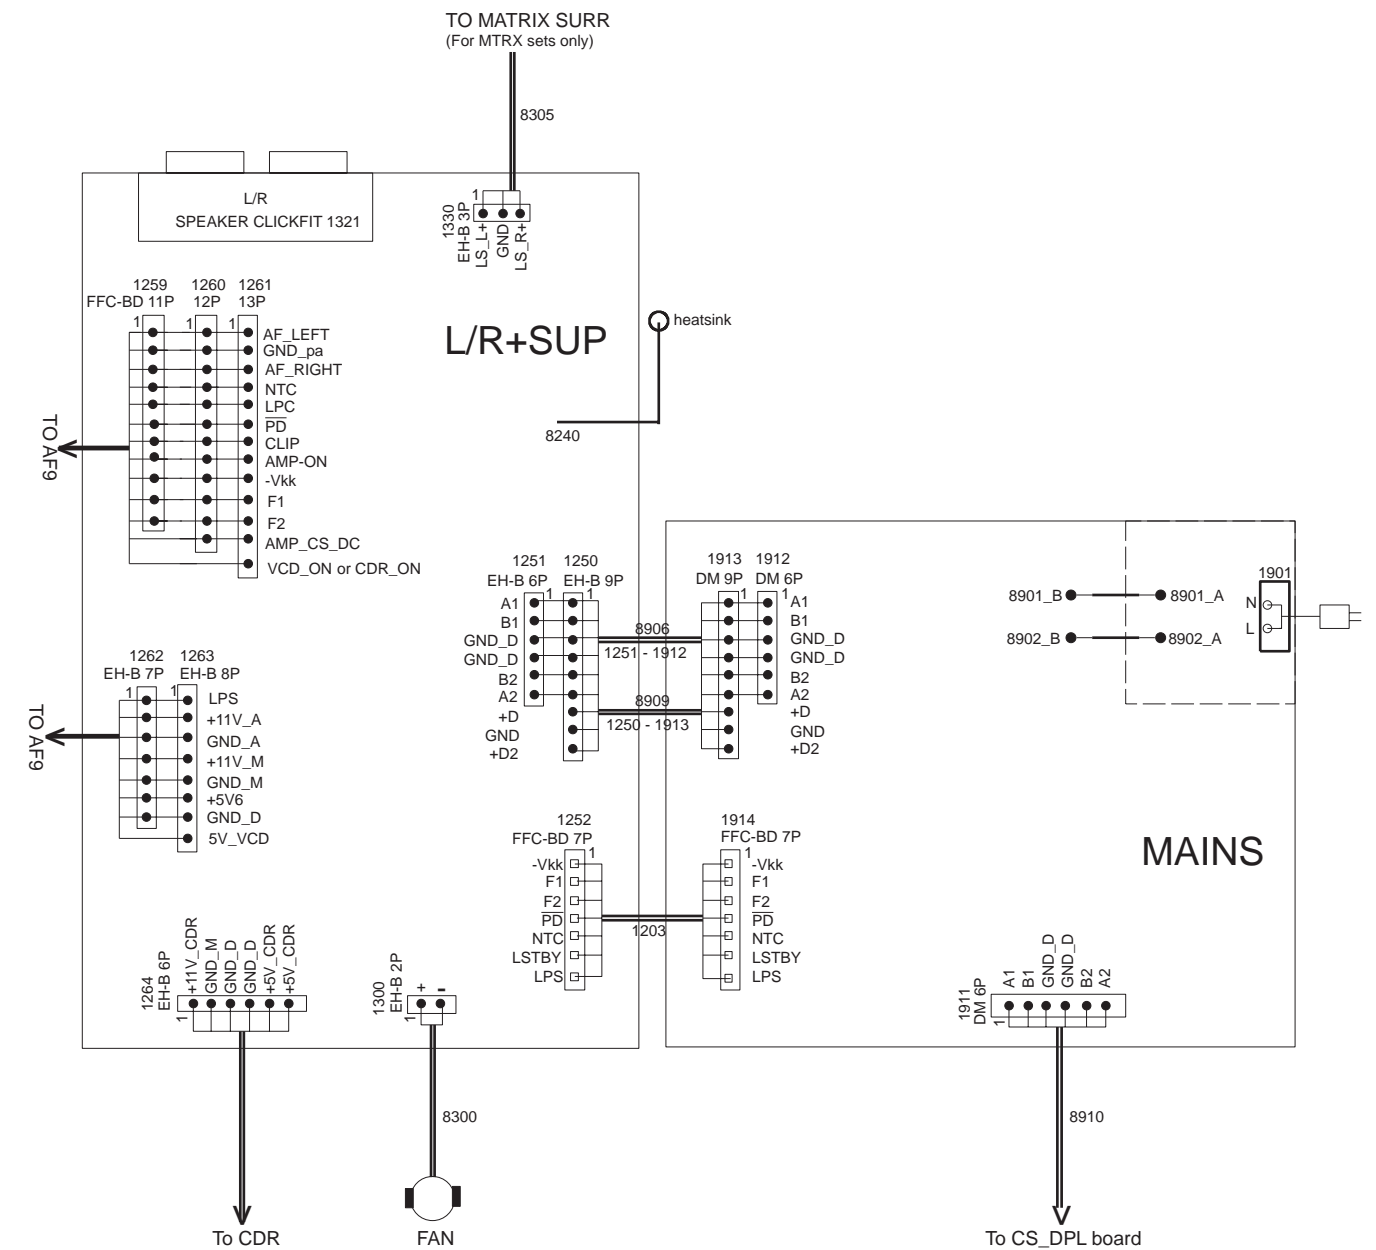 TO MATRIX SURR
(For MTRX sets only)
8305
L/R
SPEAKER CLICKFIT 1321
1330
EH-B 3P
1
LS_L+
GND
LS_R+
1259
FFC-BD 11P
1260
12P
1261
13P
1
1
1
AF_LEFT
GND_pa
AF_RIGHT
NTC
LPC
PD
CLIP
AMP-ON
-Vkk
F1
F2
AMP_CS_DC
VCD_ON or CDR_ON
TO AF9
L/R+SUP
heatsink
8240
1251
EH-B 6P
1250
EH-B 9P
1
1
A1
B1
GND_D
GND_D
B2
A2
+D
GND
+D2
8906
1251 - 1912
8909
1250 - 1913
1913
DM 9P
1912
DM 6P
1
1
A1
B1
GND_D
GND_D
B2
A2
+D
GND
+D2
8901_B
8901_A
8902_B
8902_A
1901
N
L
1262
EH-B 7P
1263
EH-B 8P
1
1
LPS
+11V_A
GND_A
+11V_M
GND_M
+5V6
GND_D
5V_VCD
TO AF9
1252
FFC-BD 7P
1
-Vkk
F1
F2
PD
NTC
LSTBY
LPS
1203
1914
FFC-BD 7P
1
-Vkk
F1
F2
PD
NTC
LSTBY
LPS
MAINS
1264
EH-B 6P
1
+11V_CDR
GND_M
GND_D
GND_D
+5V_CDR
+5V_CDR
1300
EH-B 2P
1
+
-
1911
DM 6P
1
A1
B1
GND_D
GND_D
B2
A2
8300
8910
To CDR
FAN
To CS_DPL board